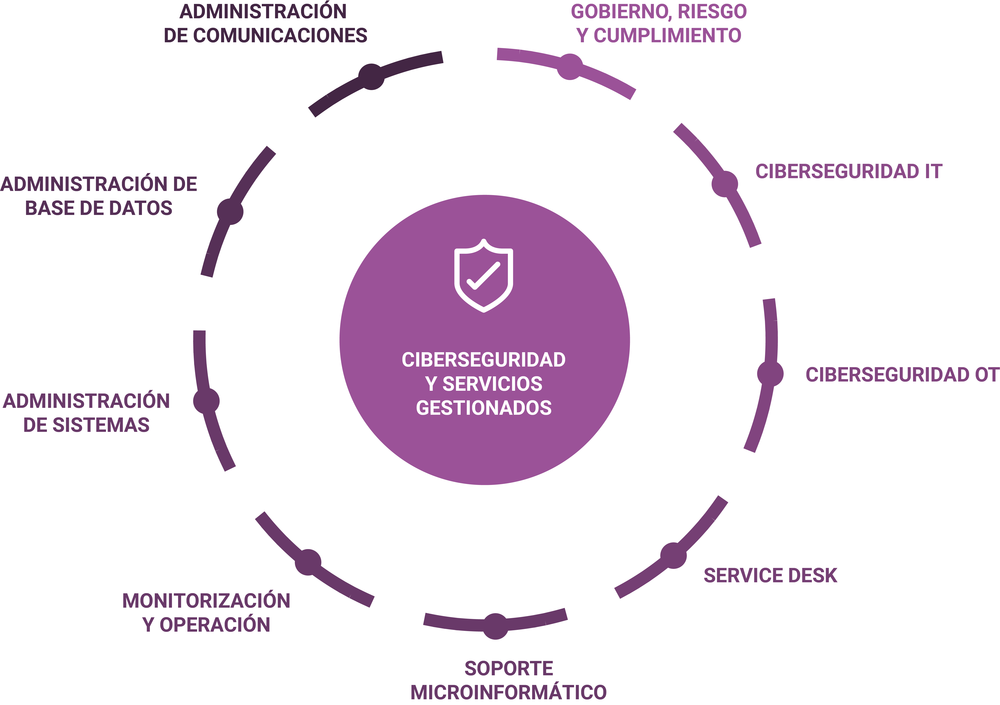 ADMINISTRACIÓN
DE COMUNICACIONES
GOBIERNO, RIESGO
Y CUMPLIMIENTO
CIBERSEGURIDAD IT
ADMINISTRACIÓN DE
BASE DE DATOS
CIBERSEGURIDAD
Y SERVICIOS
GESTIONADOS
CIBERSEGURIDAD OT
ADMINISTRACIÓN
DE SISTEMAS
SERVICE DESK
MONITORIZACIÓN
Y OPERACIÓN
SOPORTE
MICROINFORMÁTICO